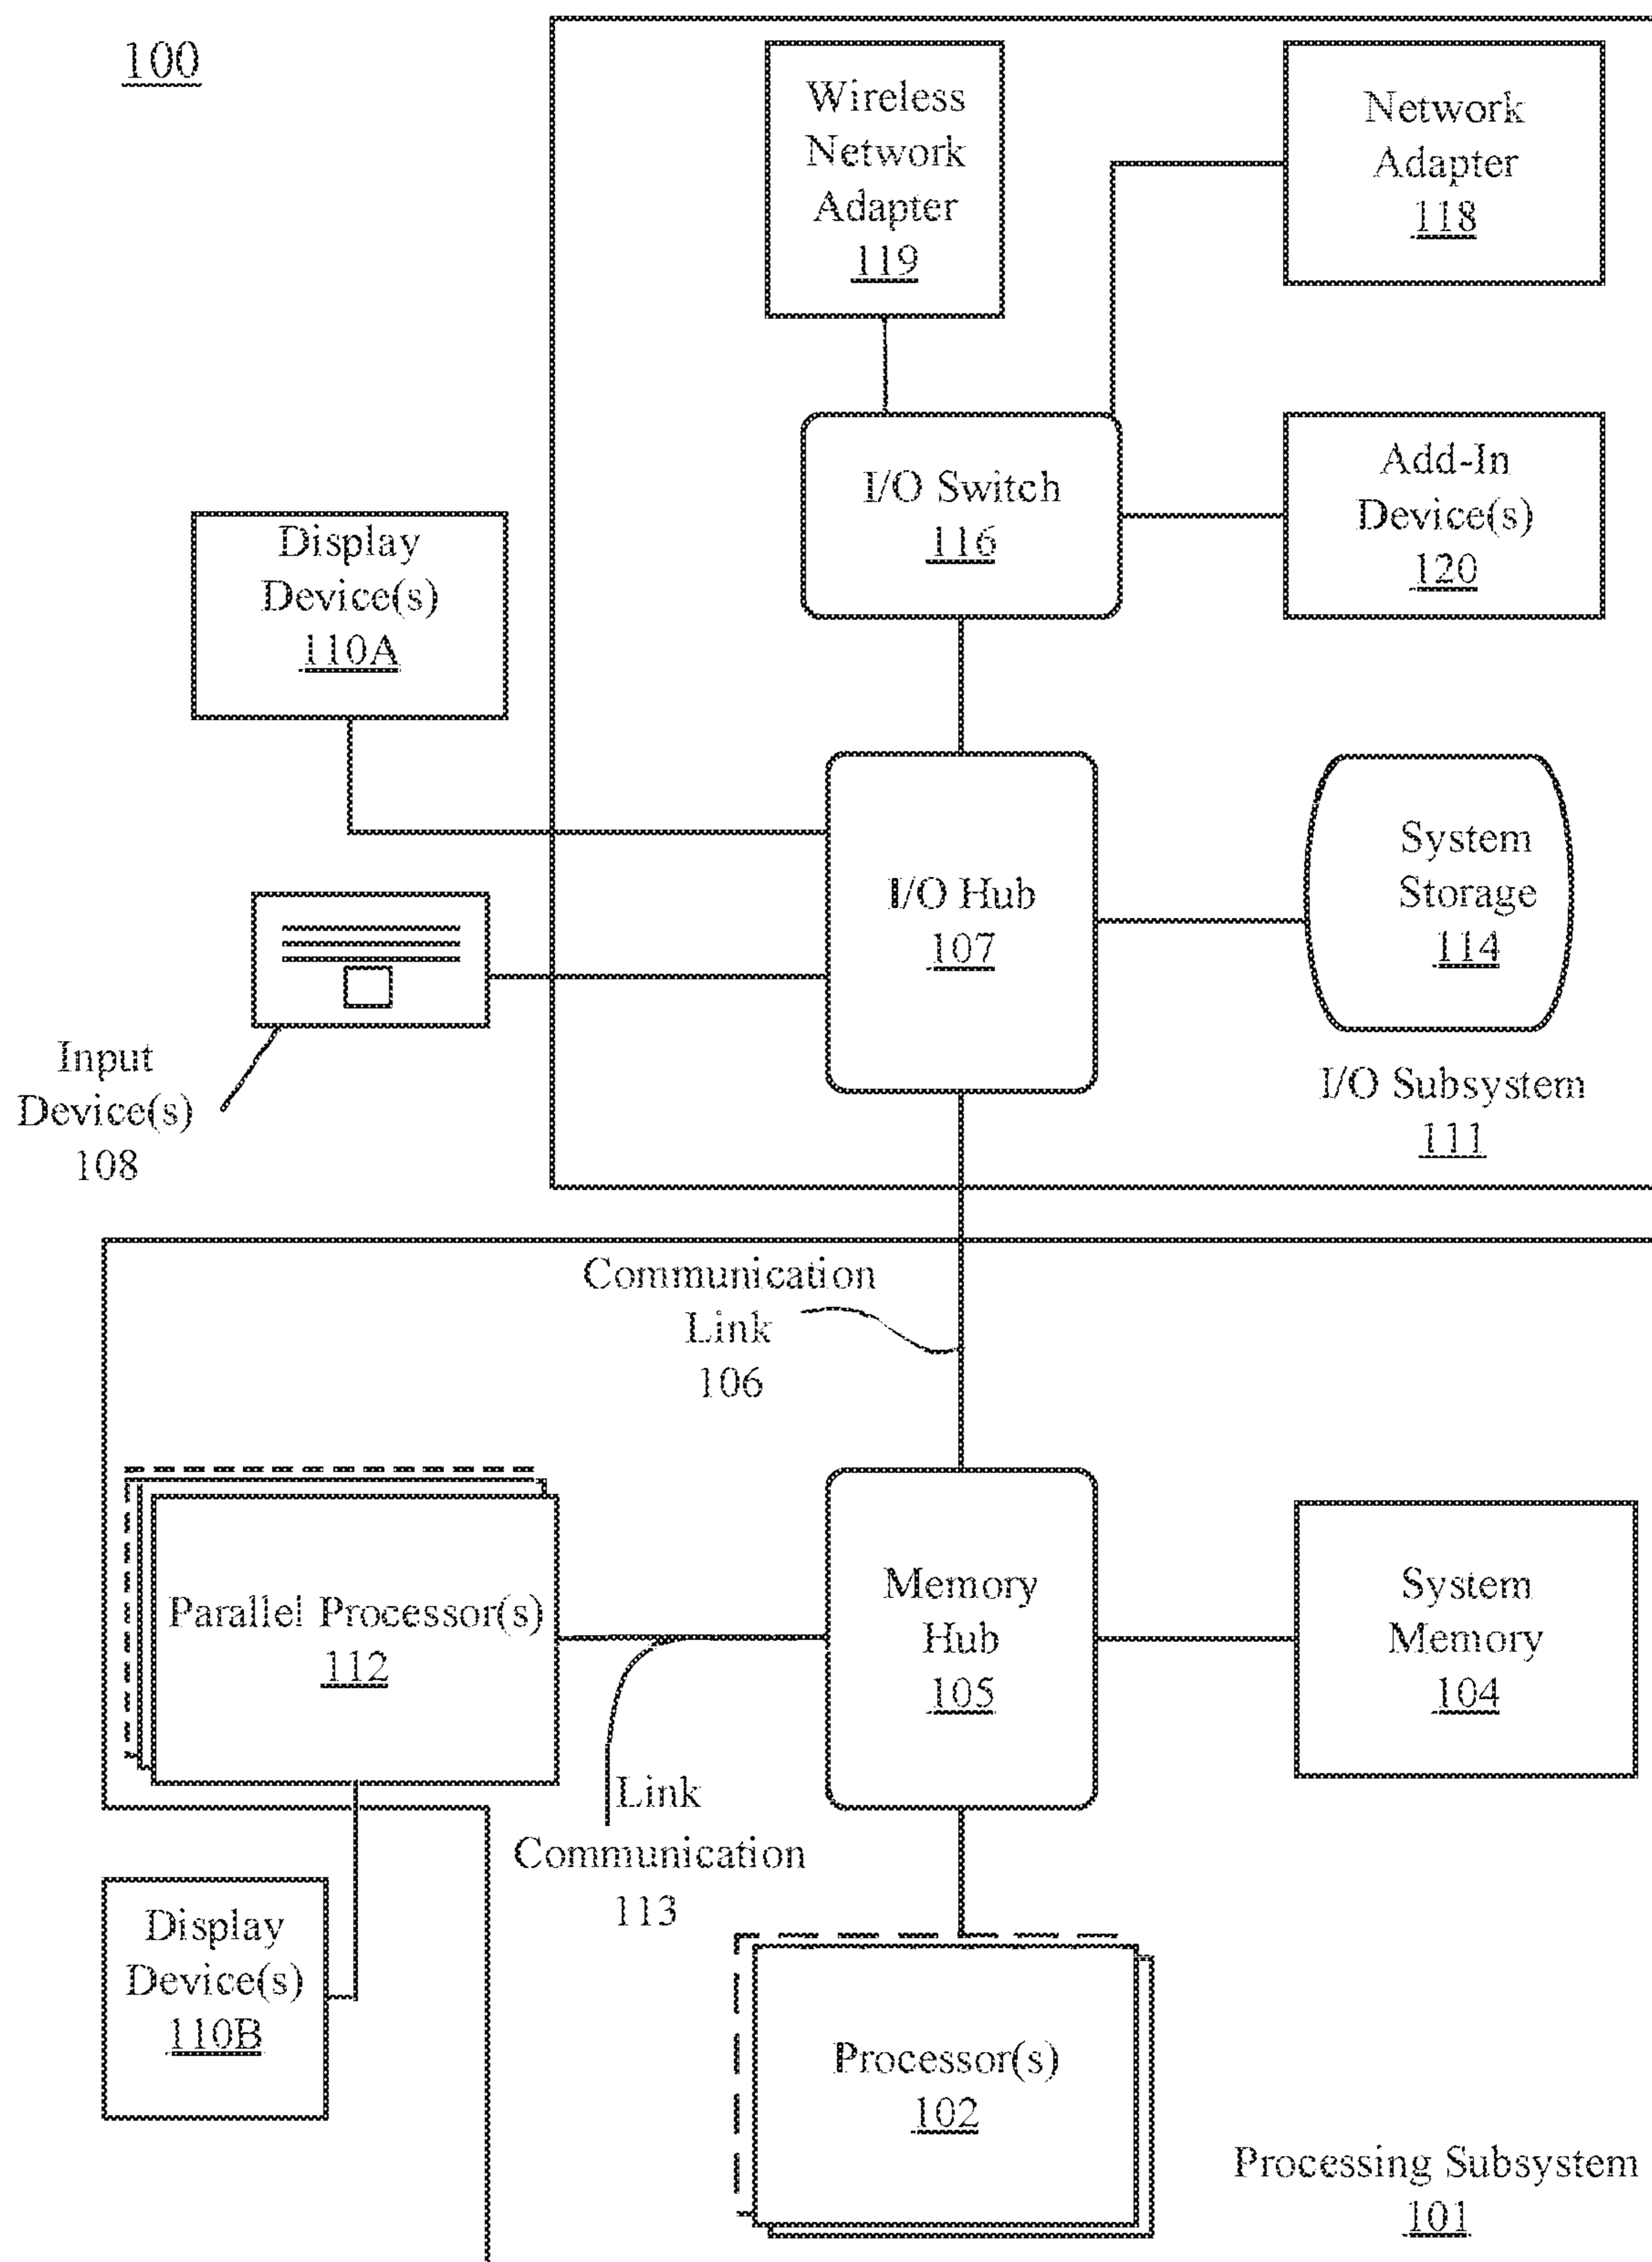 100
Wireless
Network
Adapter
119
Network
Adapter
118
I/O Switch
116
Add-In
Device(s)
120
Display
Device(s)
110A
I/O Hub
107
System
Storage
114
Input
Device(s)
108
I/O Subsystem
111
Communication
Link
106
Parallel Processor(s)
112
Memory
Hub
105
System
Memory
104
Link
Communication
113
Display
Device(s)
110B
Processor(s)
102
Processing Subsystem
101